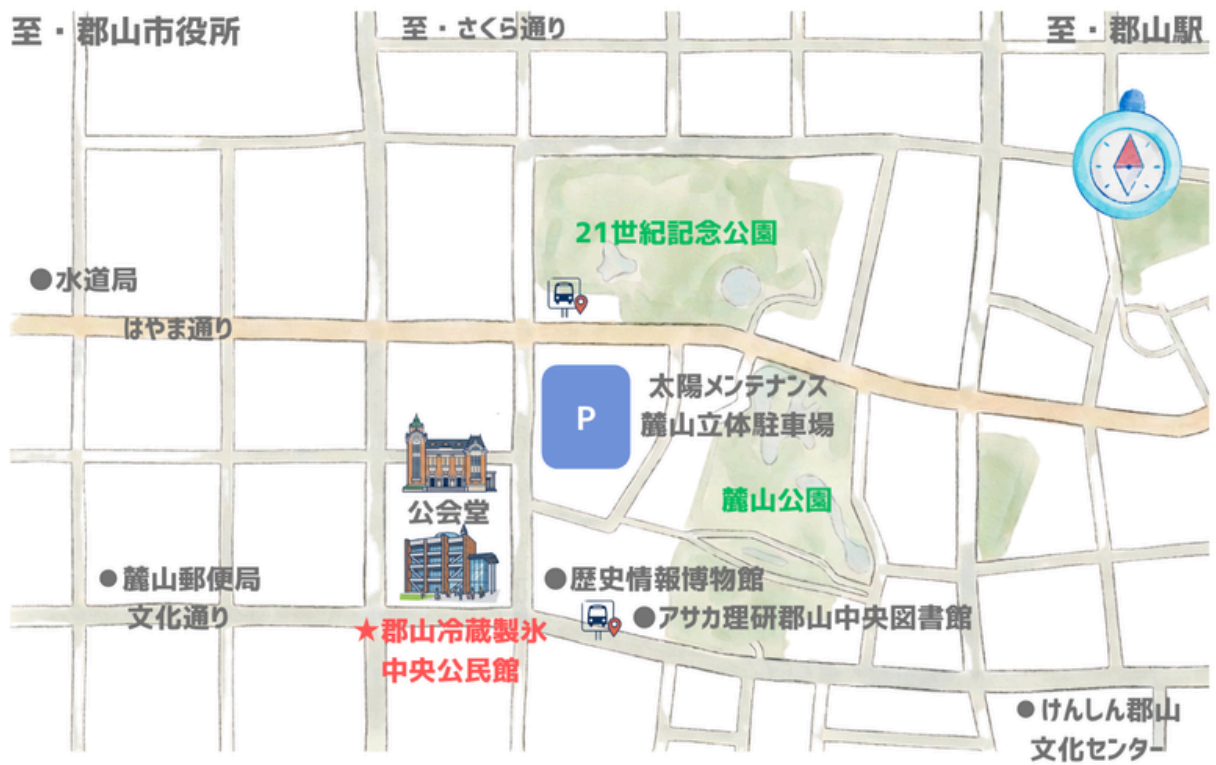 至・郡山市役所
至・さくら通り
至・郡山駅
21世紀記念公園
●水道局
はやま通り
P
太陽メンテナンス
麓山立体駐車場
麓山公園
公会堂
●麓山郵便局
文化通り
●歴史情報博物館
●アサカ理研郡山中央図書館
★郡山冷蔵製氷
中央公民館
●けんしん郡山
文化センター